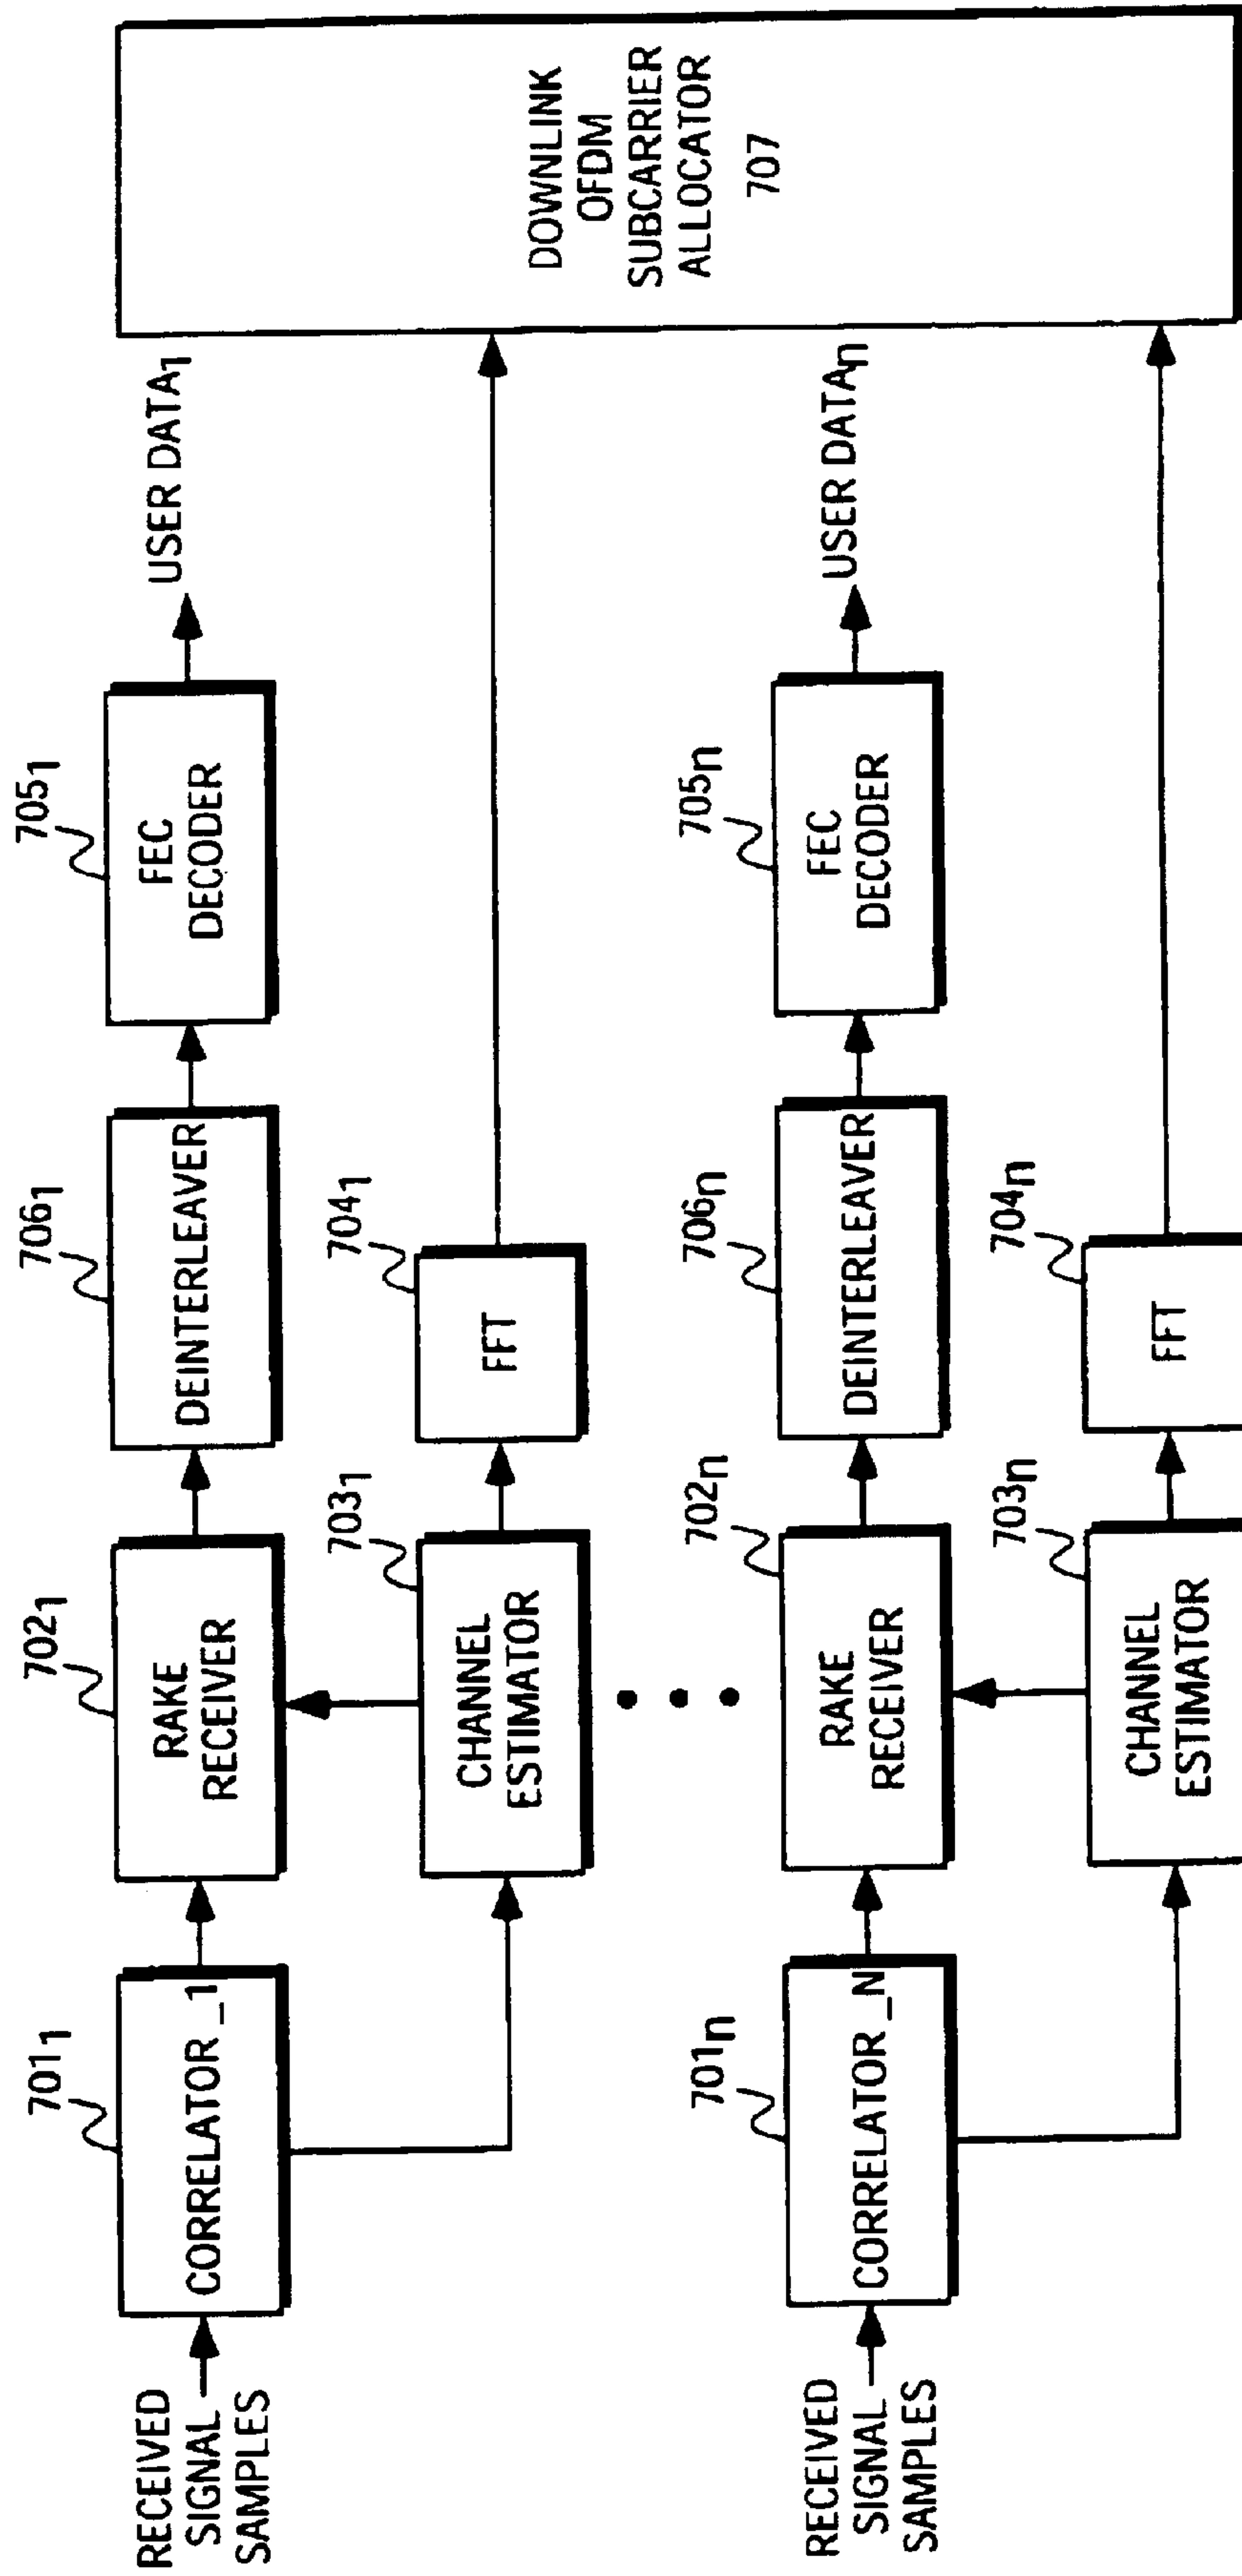 RECEIVED
SIGNAL
SAMPLES
701₁
CORRELATOR_1
702₁
RAKE
RECEIVER
706₁
DEINTERLEAVER
705₁
FEC
DECODER
USER DATA₁
703₁
CHANNEL
ESTIMATOR
704₁
FFT
DOWNLINK
OFDM
SUBCARRIER
ALLOCATOR
707
RECEIVED
SIGNAL
SAMPLES
701ₙ
CORRELATOR_N
702ₙ
RAKE
RECEIVER
706ₙ
DEINTERLEAVER
705ₙ
FEC
DECODER
USER DATAₙ
703ₙ
CHANNEL
ESTIMATOR
704ₙ
FFT